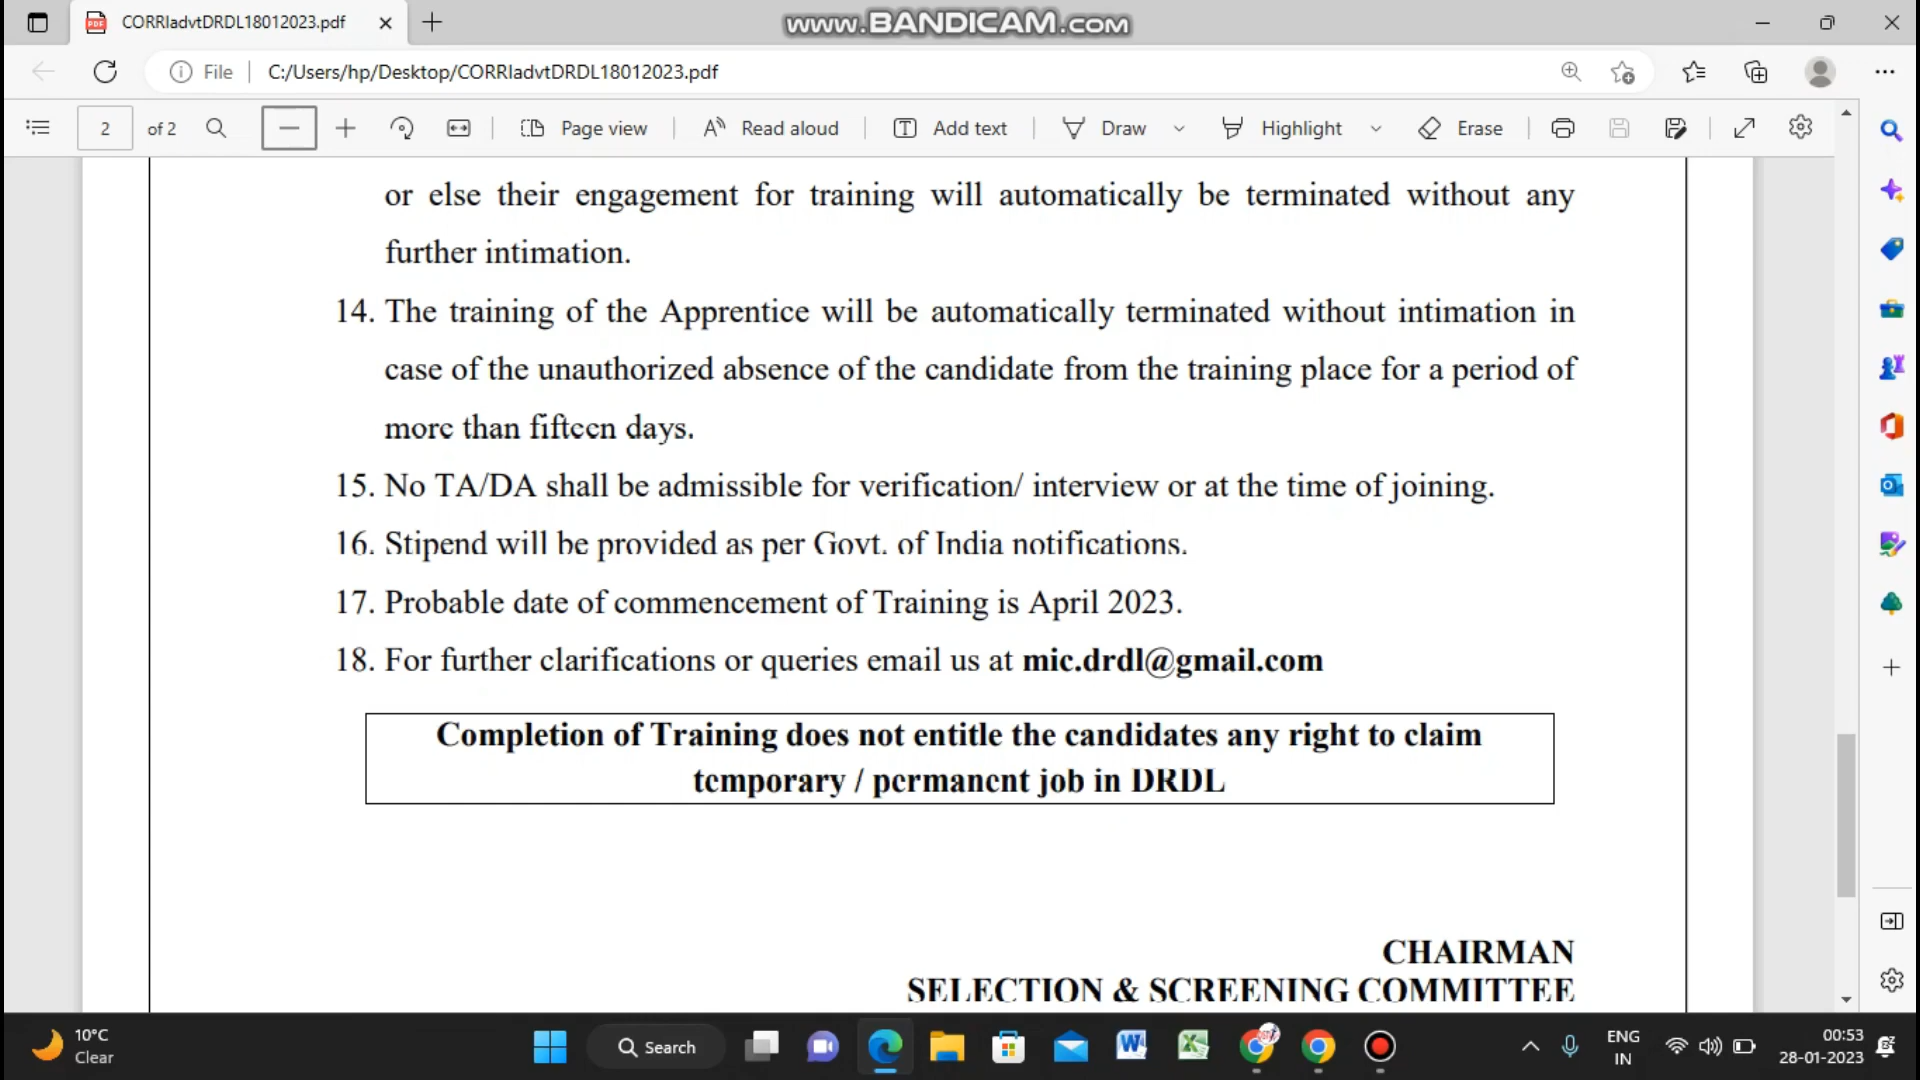 CORRIadvtDRDL18012023.pdf
www.BANDICAM.com
File
C:/Users/hp/Desktop/CORRIadvtDRDL18012023.pdf
2 of 2 Page view Read aloud Add text Draw Highlight Erase
or else their engagement for training will automatically be terminated without any
further intimation.
14. The training of the Apprentice will be automatically terminated without intimation in
case of the unauthorized absence of the candidate from the training place for a period of
more than fifteen days.
15. No TA/DA shall be admissible for verification/ interview or at the time of joining.
16. Stipend will be provided as per Govt. of India notifications.
17. Probable date of commencement of Training is April 2023.
18. For further clarifications or queries email us at mic.drdl@gmail.com
Completion of Training does not entitle the candidates any right to claim
temporary / permanent job in DRDL
CHAIRMAN
SELECTION & SCREENING COMMITTEE
10°C
Clear
Search
ENG
IN
00:53
28-01-2023